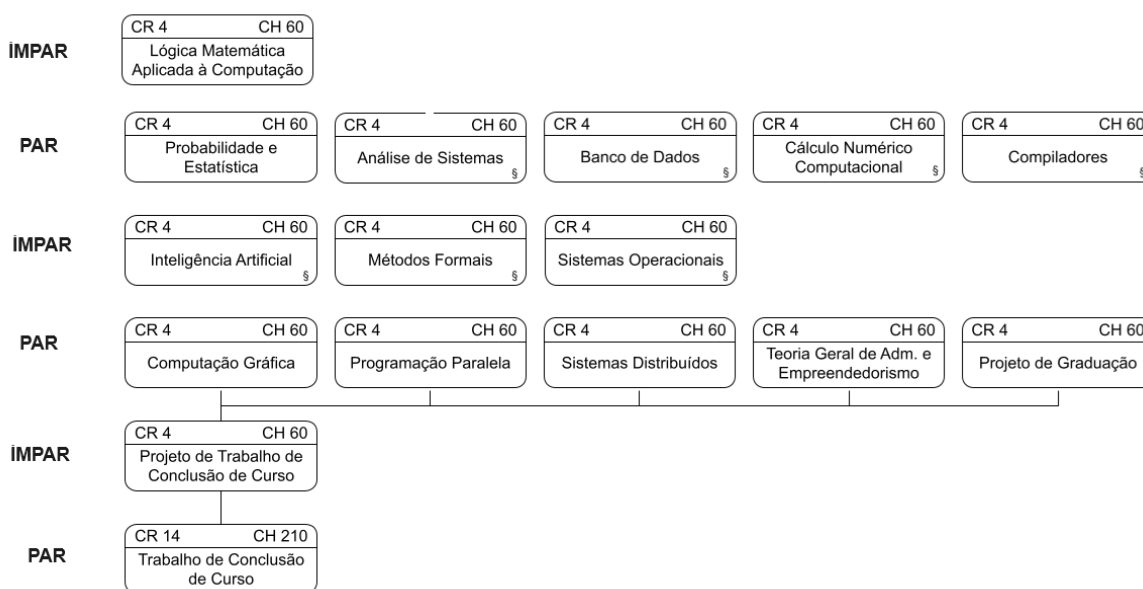 CR 4 CH 60
ÍMPAR
Lógica Matemática
Aplicada à Computação
CR 4 CH 60 CR 4 CH 60 CR 4 CH 60 CR 4 CH 60 CR 4 CH 60
PAR
Probabilidade e
Estatística
Análise de Sistemas
§
Banco de Dados
§
Cálculo Numérico
Computacional §
Compiladores
§
CR 4 CH 60 CR 4 CH 60 CR 4 CH 60
ÍMPAR
Inteligência Artificial
§
Métodos Formais
§
Sistemas Operacionais
§
CR 4 CH 60 CR 4 CH 60 CR 4 CH 60 CR 4 CH 60 CR 4 CH 60
PAR
Computação Gráfica
Programação Paralela
Sistemas Distribuídos
Teoria Geral de Adm. e
Empreendedorismo
Projeto de Graduação
CR 4 CH 60
ÍMPAR
Projeto de Trabalho de
Conclusão de Curso
CR 14 CH 210
PAR
Trabalho de Conclusão
de Curso